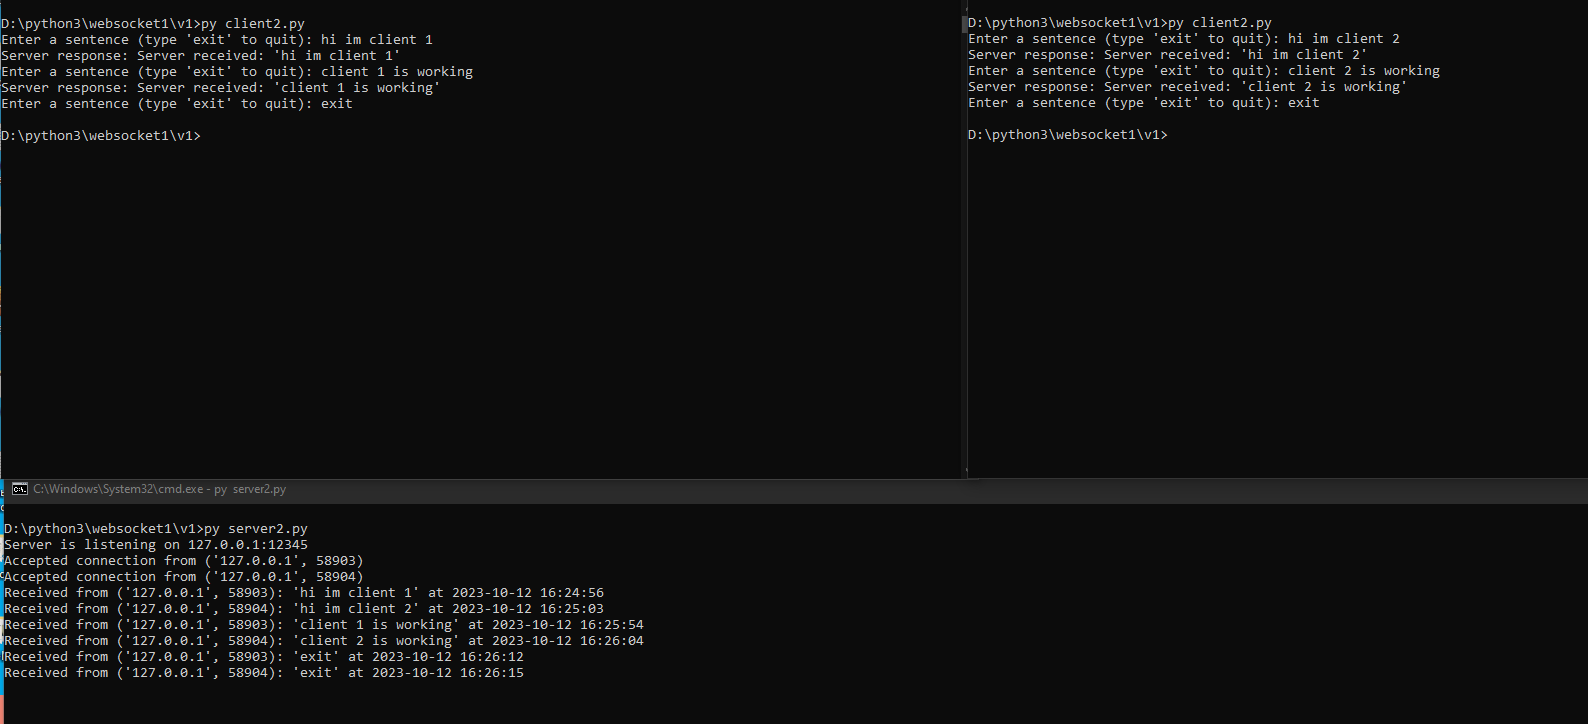 D:\python3\websocket1\v1>py client2.py
Enter a sentence (type 'exit' to quit): hi im client 1
Server response: Server received: 'hi im client 1'
Enter a sentence (type 'exit' to quit): client 1 is working
Server response: Server received: 'client 1 is working'
Enter a sentence (type 'exit' to quit): exit
D:\python3\websocket1\v1>
D:\python3\websocket1\v1>py client2.py
Enter a sentence (type 'exit' to quit): hi im client 2
Server response: Server received: 'hi im client 2'
Enter a sentence (type 'exit' to quit): client 2 is working
Server response: Server received: 'client 2 is working'
Enter a sentence (type 'exit' to quit): exit
D:\python3\websocket1\v1>
C:\Windows\System32\cmd.exe - py server2.py
D:\python3\websocket1\v1>py server2.py
Server is listening on 127.0.0.1:12345
Accepted connection from ('127.0.0.1', 58903)
Accepted connection from ('127.0.0.1', 58904)
Received from ('127.0.0.1', 58903): 'hi im client 1' at 2023-10-12 16:24:56
Received from ('127.0.0.1', 58904): 'hi im client 2' at 2023-10-12 16:25:03
Received from ('127.0.0.1', 58903): 'client 1 is working' at 2023-10-12 16:25:54
Received from ('127.0.0.1', 58904): 'client 2 is working' at 2023-10-12 16:26:04
Received from ('127.0.0.1', 58903): 'exit' at 2023-10-12 16:26:12
Received from ('127.0.0.1', 58904): 'exit' at 2023-10-12 16:26:15